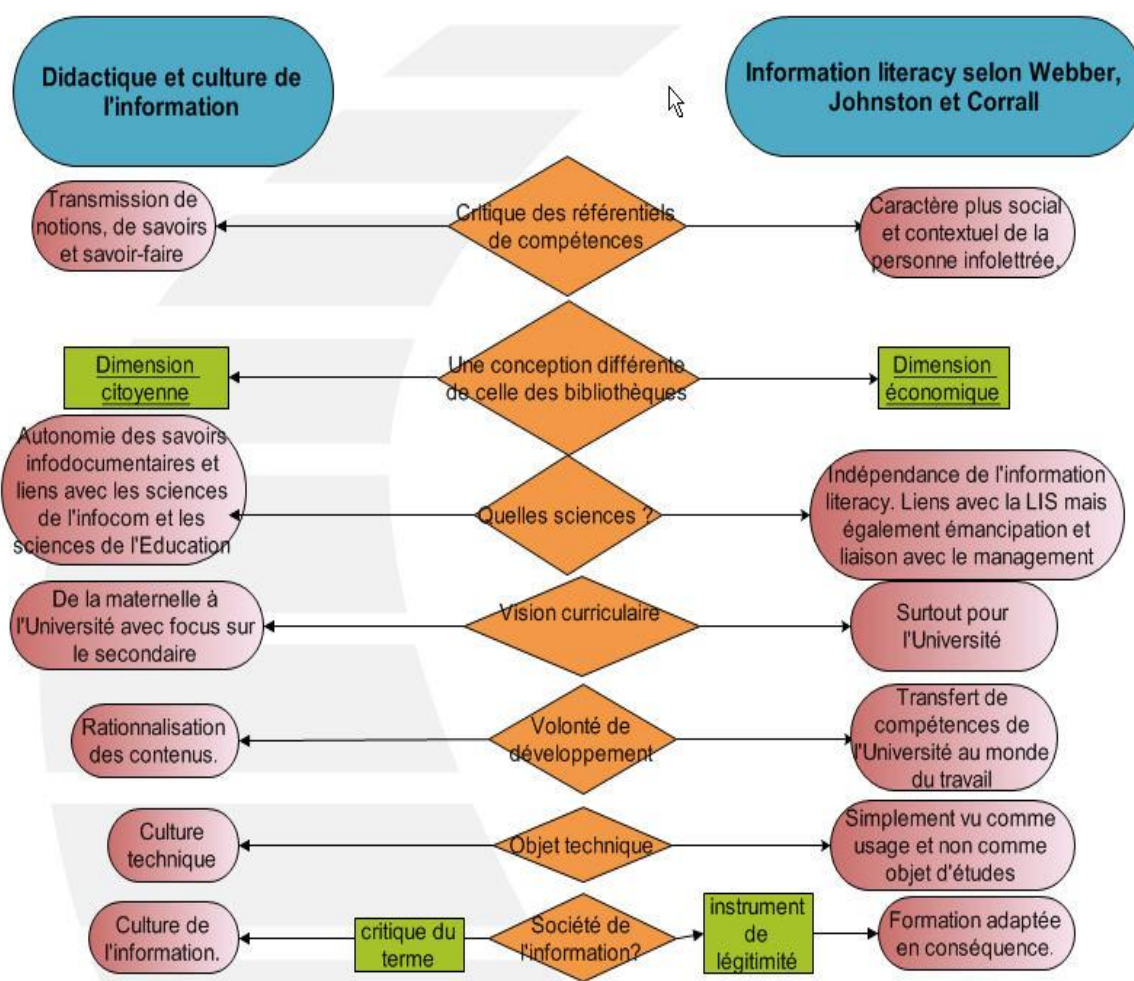 Didactique et culture de
l'information
Information literacy selon Webber,
Johnston et Corrall
Transmission de
notions, de savoirs
et savoir-faire
Critique des référentiels
de compétences
Caractère plus social
et contextuel de la
personne infolettrée,
Dimension
citoyenne
Une conception différente
de celle des bibliothèques
Dimension
économique
Autonomie des savoirs
infodocumentaires et
liens avec les sciences
de l'infocom et les
sciences de l'Education
Quelles sciences ?
Indépendance de l'information
literacy. Liens avec la LIS mais
également émancipation et
liaison avec le management
De la maternelle à
l'Université avec focus sur
le secondaire
Vision curriculaire
Surtout pour
l'Université
Rationnalisation
des contenus.
Volonté de
développement
Transfert de
compétences de
l'Université au monde
du travail
Culture
technique
Objet technique
Simplement vu comme
usage et non comme
objet d'études
Culture de
l'information.
critique du
terme
Société de
l'information?
instrument
de
légitimité
Formation adaptée
en conséquence.